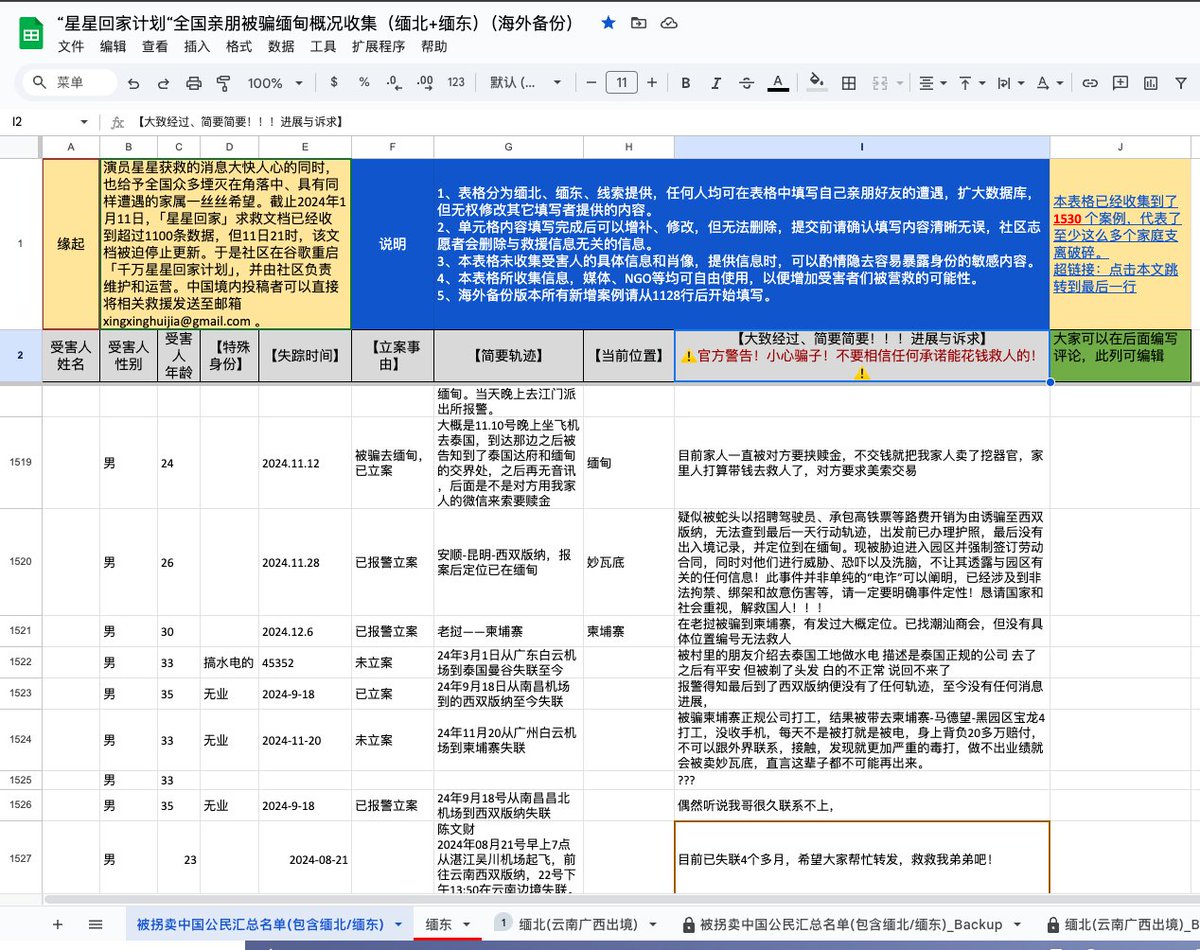 “星星回家计划“全国亲朋被骗缅甸概况收集（缅北+缅东）（海外备份）
文件 编辑 查看 插入 格式 数据 工具 扩展程序 帮助
菜单 100% $ % .0 .00 123 默认 (... − 11 + B I A
I2 fx 【大致经过、简要简要！！！进展与诉求】
A B C D E F G H I J
1
缘起
演员星星获救的消息大快人心的同时，
也给予全国众多堙灭在角落中、具有同
样遭遇的家属一丝丝希望。截止2024年1
月11日，「星星回家」求救文档已经收
到超过1100条数据，但11日21时，该文
档被迫停止更新。于是社区在谷歌重启
「千万星星回家计划」，并由社区负责
维护和运营。中国境内投稿者可以直接
将相关救援发送至邮箱
xingxinghuijia@gmail.com 。
说明
1、表格分为缅北、缅东、线索提供，任何人均可在表格中填写自己亲朋好友的遭遇，扩大数据库，
但无权修改其它填写者提供的内容。
2、单元格内容填写完成后可以增补、修改，但无法删除，提交前请确认填写内容清晰无误，社区志
愿者会删除与救援信息无关的信息。
3、本表格未收集受害人的具体信息和肖像，提供信息时，可以酌情隐去容易暴露身份的敏感内容。
4、本表格所收集信息，媒体、NGO等均可自由使用，以便增加受害者们被营救的可能性。
5、海外备份版本所有新增案例请从1128行后开始填写。
本表格已经收集到了
1530 个案例，代表了
至少这么多个家庭支
离破碎。
超链接：点击本文跳
转到最后一行
2
受害人
姓名
受害人
性别
受害
人
年龄
【特殊
身份】
【失踪时间】
【立案事
由】
【简要轨迹】
【当前位置】
【大致经过、简要简要！！！进展与诉求】
⚠️官方警告！小心骗子！不要相信任何承诺能花钱救人的！
⚠️
大家可以在后面编写
评论，此列可编辑
缅甸。当天晚上去江门派
出所报警。
1519
男
24
2024.11.12
被骗去缅甸，
已立案
大概是11.10号晚上坐飞机
去泰国，到达那边之后被
告知到了泰国达府和缅甸
的交界处，之后再无音讯
，后面是不是对方用我家
人的微信来索要赎金
缅甸
目前家人一直被对方要挟赎金，不交钱就把我家人卖了挖器官，家
里人打算带钱去救人了，对方要求美索交易
1520
男
26
2024.11.28
已报警立案
安顺-昆明-西双版纳，报
案后定位已在缅甸
妙瓦底
疑似被蛇头以招聘驾驶员、承包高铁票等路费开销为由诱骗至西双
版纳，无法查到最后一天行动轨迹，出发前已办理护照，最后没有
出入境记录，并定位到在缅甸。现被胁迫进入园区并强制签订劳动
合同，同时对他们进行威胁、恐吓以及洗脑，不让其透露与园区有
关的任何信息！此事件并非单纯的“电诈”可以阐明，已经涉及到非
法拘禁、绑架和故意伤害等，请一定要明确事件定性！恳请国家和
社会重视，解救国人！！！
1521
男
30
2024.12.6
已报警立案
老挝——柬埔寨
柬埔寨
在老挝被骗到柬埔寨，有发过大概定位。已找潮汕商会，但没有具
体位置编号无法救人
1522
男
33
搞水电的
45352
未立案
24年3月1日从广东白云机
场到泰国曼谷失联至今
被村里的朋友介绍去泰国工地做水电 描述是泰国正规的公司 去了
之后有平安 但被剃了头发 白的不正常 说回不来了
1523
男
35
无业
2024-9-18
已立案
24年9月18日从南昌机场
到的西双版纳至今失联
报警得知最后到了西双版纳便没有了任何轨迹，至今没有任何消息
进展，
1524
男
33
无业
2024-11-20
未立案
24年11月20从广州白云机
场到柬埔寨失联
被骗柬埔寨正规公司打工，结果被带去柬埔寨-马德望-黑园区宝龙4
打工，没收手机，每天不是被打就是被电，身上背负20多万赔付，
不可以跟外界联系，接触，发现就更加严重的毒打，做不出业绩就
会被卖妙瓦底，直言这辈子都不可能再出来。
1525
男
33
???
1526
男
35
无业
2024-9-18
已报警立案
24年9月18号从南昌昌北
机场到西双版纳失联
偶然听说我哥很久联系不上，
1527
男
23
2024-08-21
陈文财
2024年08月21号早上7点
从湛江吴川机场起飞，前
往云南西双版纳，22号下
午13:50在云南边境失联。
目前已失联4个多月，希望大家帮忙转发，救救我弟弟吧！
+ 被拐卖中国公民汇总名单(包含缅北/缅东) 缅东 1 缅北(云南广西出境) 被拐卖中国公民汇总名单(包含缅北/缅东)_Backup 缅北(云南广西出境)_B